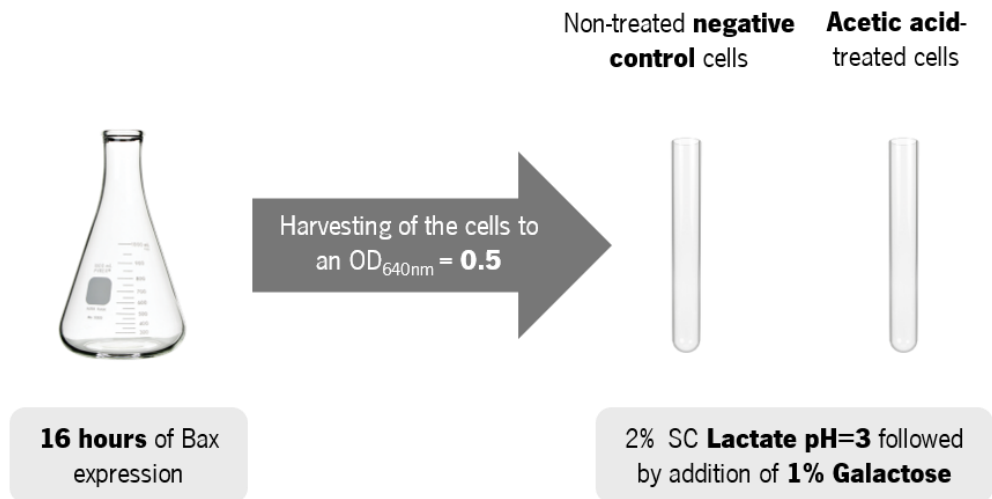 Non-treated negative
control cells
Acetic acid-
treated cells
Harvesting of the cells to
an OD640nm = 0.5
16 hours of Bax
expression
2% SC Lactate pH=3 followed
by addition of 1% Galactose